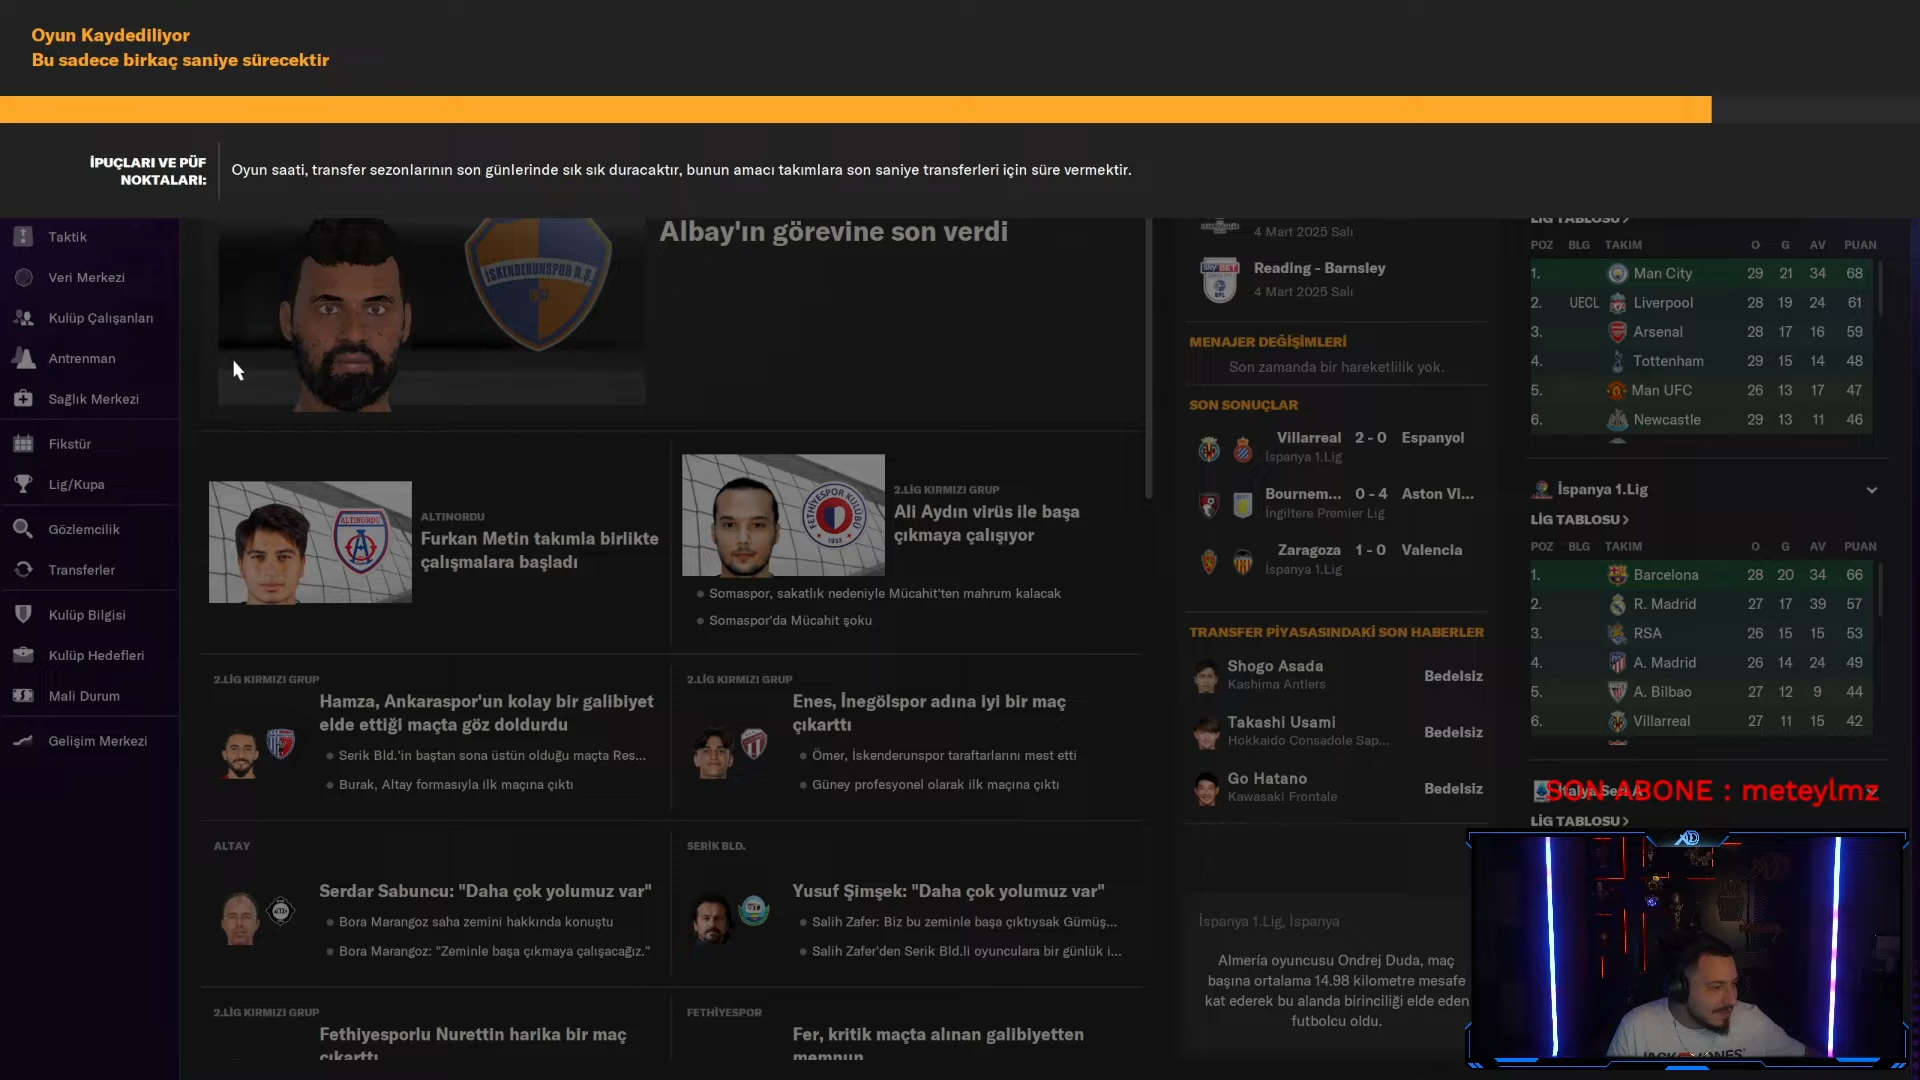 Oyun Kaydediliyor
Bu sadece birkaç saniye sürecektir
İPUÇLARI VE PÜF
NOKTALARI:
Oyun saati, transfer sezonlarının son günlerinde sık sık duracaktır, bunun amacı takımlara son saniye transferleri için süre vermektir.
Taktik
Veri Merkezi
Kulüp Çalışanları
Antrenman
Sağlık Merkezi
Fikstür
Lig/Kupa
Gözlemcilik
Transferler
Kulüp Bilgisi
Kulüp Hedefleri
Mali Durum
Gelişim Merkezi
Albay'ın görevine son verdi
İSKENDERUNSPOR A.Ş.
ALTINORDU
ALTINORDU
Furkan Metin takımla birlikte
çalışmalara başladı
FETHİYESPOR KULÜBÜ
1933
2.LİG KIRMIZI GRUP
Ali Aydın virüs ile başa
çıkmaya çalışıyor
Somaspor, sakatlık nedeniyle Mücahit'ten mahrum kalacak
Somaspor'da Mücahit şoku
2.LİG KIRMIZI GRUP
Hamza, Ankaraspor'un kolay bir galibiyet
elde ettiği maçta göz doldurdu
Serik Bld.'in baştan sona üstün olduğu maçta Res...
Burak, Altay formasıyla ilk maçına çıktı
2.LİG KIRMIZI GRUP
Enes, İnegölspor adına iyi bir maç
çıkarttı
Ömer, İskenderunspor taraftarlarını mest etti
Güney profesyonel olarak ilk maçına çıktı
ALTAY
Serdar Sabuncu: "Daha çok yolumuz var"
Bora Marangoz saha zemini hakkında konuştu
Bora Marangoz: "Zeminle başa çıkmaya çalışacağız."
SERİK BLD.
Yusuf Şimşek: "Daha çok yolumuz var"
Salih Zafer: Biz bu zeminle başa çıktıysak Gümüş...
Salih Zafer'den Serik Bld.li oyunculara bir günlük i...
2.LİG KIRMIZI GRUP
Fethiyesporlu Nurettin harika bir maç
çıkarttı
FETHİYESPOR
Fer, kritik maçta alınan galibiyetten
memnun
4 Mart 2025 Salı
sky BET
EFL
Reading - Barnsley
4 Mart 2025 Salı
MENAJER DEĞİŞİMLERİ
Son zamanda bir hareketlilik yok.
SON SONUÇLAR
Villarreal 2 - 0 Espanyol
İspanya 1.Lig
Bournem... 0 - 4 Aston Vi...
İngiltere Premier Lig
Zaragoza 1 - 0 Valencia
İspanya 1.Lig
TRANSFER PİYASASINDAKİ SON HABERLER
Shogo Asada Bedelsiz
Kashima Antlers
Takashi Usami Bedelsiz
Hokkaido Consadole Sap...
Go Hatano Bedelsiz
Kawasaki Frontale
İspanya 1.Lig, İspanya
Almería oyuncusu Ondrej Duda, maç
başına ortalama 14.98 kilometre mesafe
kat ederek bu alanda birinciliği elde eden
futbolcu oldu.
LİG TABLOSU>
POZ BLG TAKIM O G AV PUAN
1. Man City 29 21 34 68
2. UECL Liverpool 28 19 24 61
3. Arsenal 28 17 16 59
4. Tottenham 29 15 14 48
5. Man UFC 26 13 17 47
6. Newcastle 29 13 11 46
İspanya 1.Lig
LİG TABLOSU>
POZ BLG TAKIM O G AV PUAN
1. Barcelona 28 20 34 66
2. R. Madrid 27 17 39 57
3. RSA 26 15 15 53
4. A. Madrid 26 14 24 49
5. A. Bilbao 27 12 9 44
6. Villarreal 27 11 15 42
İtalya Seri A
SON ABONE : meteylmz
LİG TABLOSU>
JACK JONES